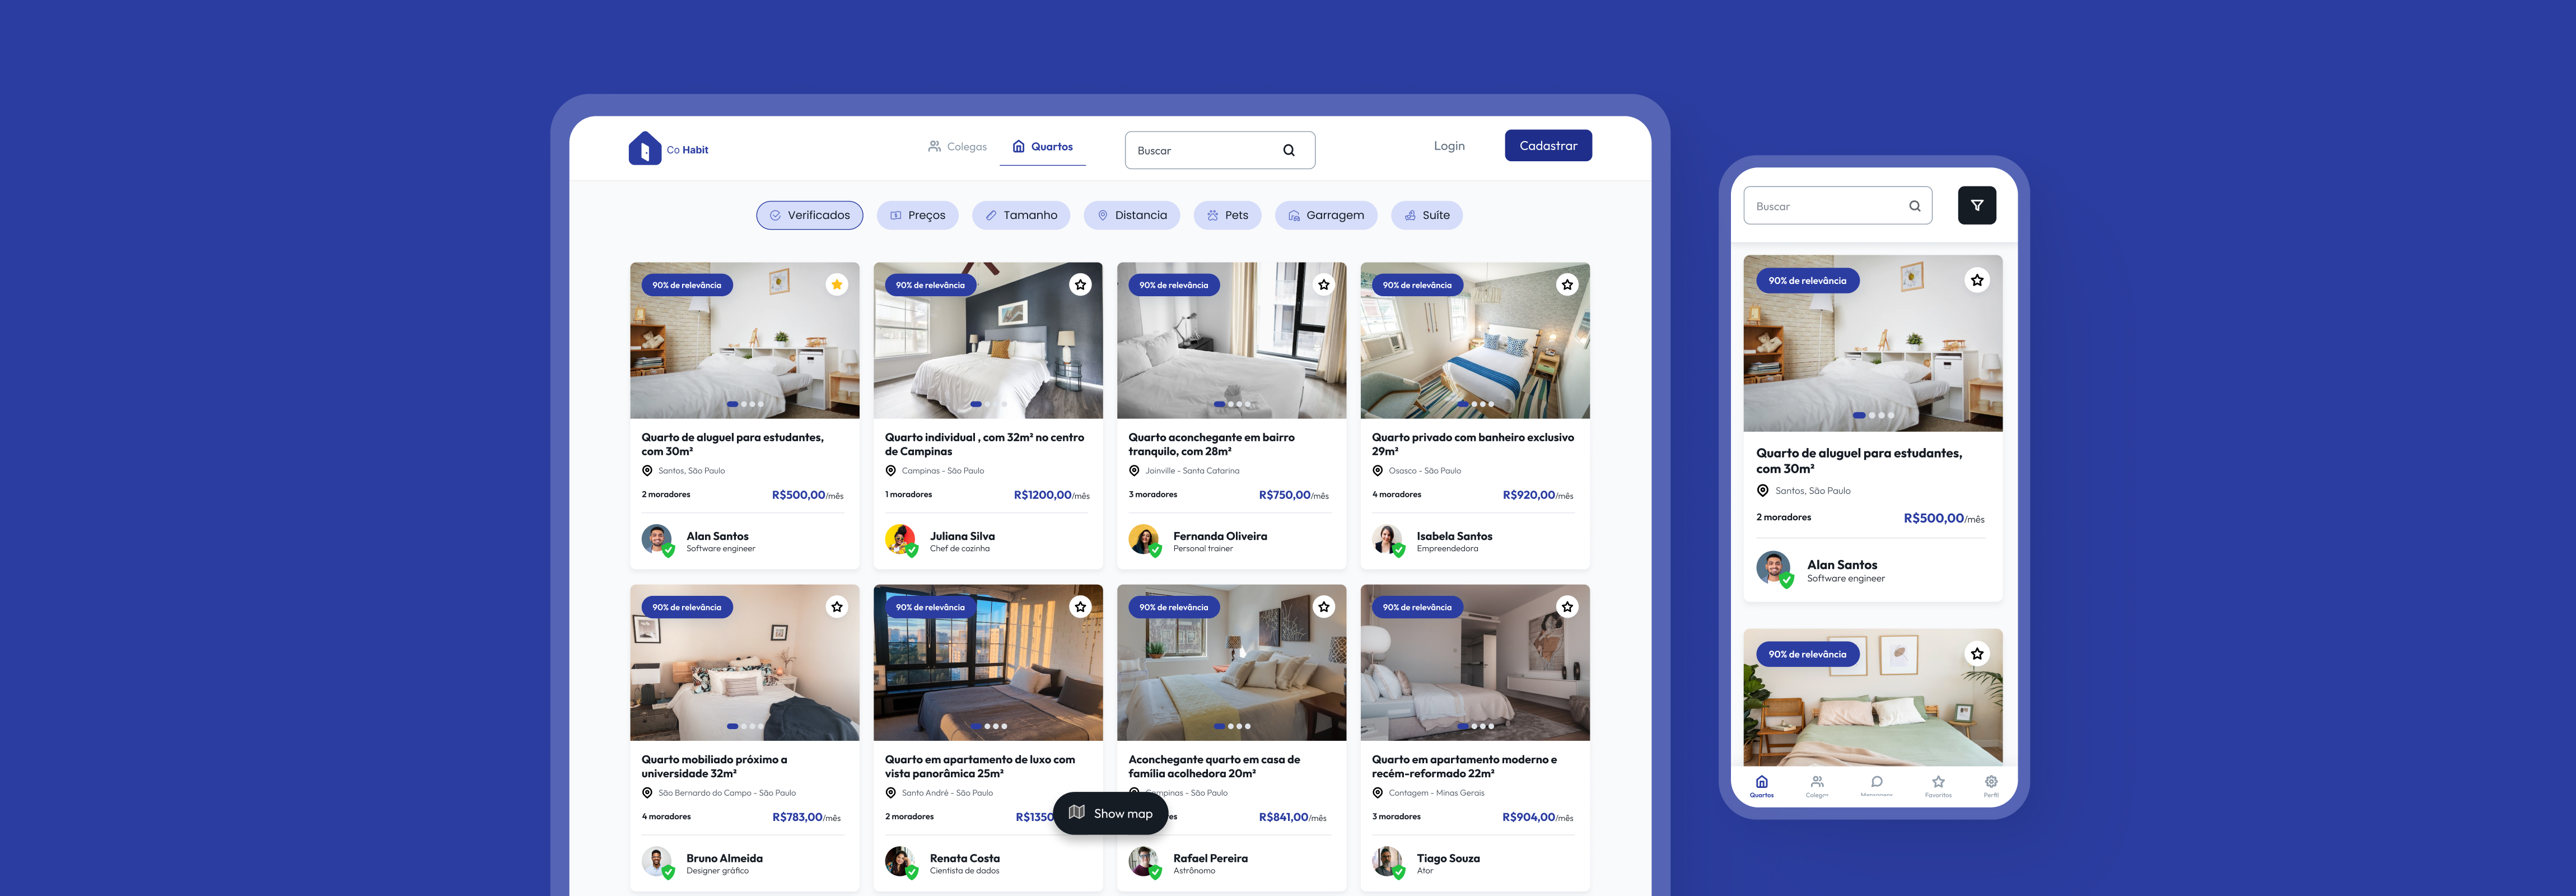 Co Habit
Colegas
Quartos
Buscar
Login
Cadastrar
Verificados
Preços
Tamanho
Distancia
Pets
Garragem
Suíte
90% de relevância
Quarto de aluguel para estudantes,
com 30m²
Santos, São Paulo
2 moradores
R$500,00/mês
Alan Santos
Software engineer
90% de relevância
Quarto individual , com 32m² no centro
de Campinas
Campinas - São Paulo
1 moradores
R$1200,00/mês
Juliana Silva
Chef de cozinha
90% de relevância
Quarto aconchegante em bairro
tranquilo, com 28m²
Joinville - Santa Catarina
3 moradores
R$750,00/mês
Fernanda Oliveira
Personal trainer
90% de relevância
Quarto privado com banheiro exclusivo
29m²
Osasco - São Paulo
4 moradores
R$920,00/mês
Isabela Santos
Empreendedora
90% de relevância
Quarto mobiliado próximo a
universidade 32m²
São Bernardo do Campo - São Paulo
4 moradores
R$783,00/mês
Bruno Almeida
Designer gráfico
90% de relevância
Quarto em apartamento de luxo com
vista panorâmica 25m²
Santo André - São Paulo
2 moradores
R$1350
Renata Costa
Cientista de dados
90% de relevância
Aconchegante quarto em casa de
família acolhedora 20m²
Campinas - São Paulo
R$841,00/mês
Rafael Pereira
Astrônomo
90% de relevância
Quarto em apartamento moderno e
recém-reformado 22m²
Contagem - Minas Gerais
3 moradores
R$904,00/mês
Tiago Souza
Ator
Show map
Buscar
90% de relevância
Quarto de aluguel para estudantes,
com 30m²
Santos, São Paulo
2 moradores
R$500,00/mês
Alan Santos
Software engineer
90% de relevância
Quartos
Colegas
Favoritos
Perfil